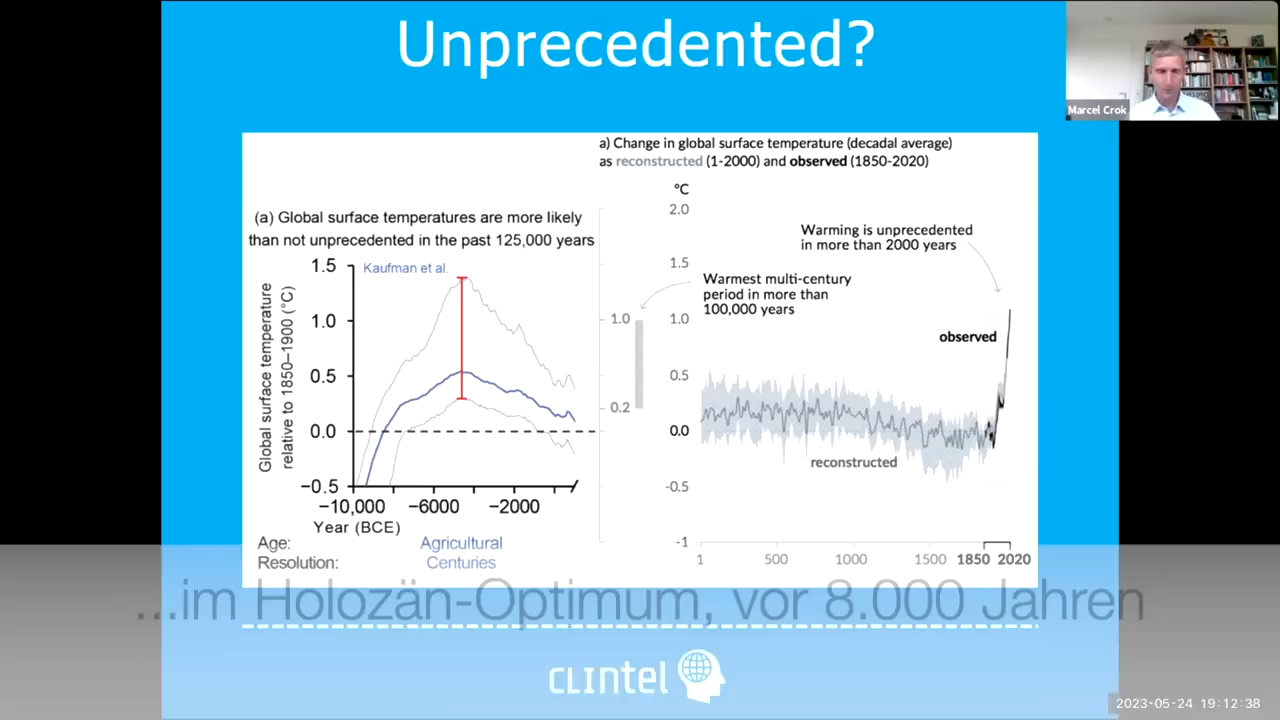 Unprecedented?
Marcel Crok
a) Change in global surface temperature (decadal average)
as reconstructed (1-2000) and observed (1850-2020)
(a) Global surface temperatures are more likely
than not unprecedented in the past 125,000 years
Kaufman et al.
Global surface temperature
relative to 1850–1900 (°C)
1.5
1.0
0.5
0.0
−0.5
−10,000
−6000
−2000
Year (BCE)
Age:
Agricultural
Resolution:
Centuries
1.0
0.2
°C
2.0
1.5
1.0
0.5
0.0
-0.5
-1
Warming is unprecedented
in more than 2000 years
Warmest multi-century
period in more than
100,000 years
observed
reconstructed
1
500
1000
1500
1850
2020
...im Holozän-Optimum, vor 8.000 Jahren
CLINTEL
2023-05-24 19:12:38